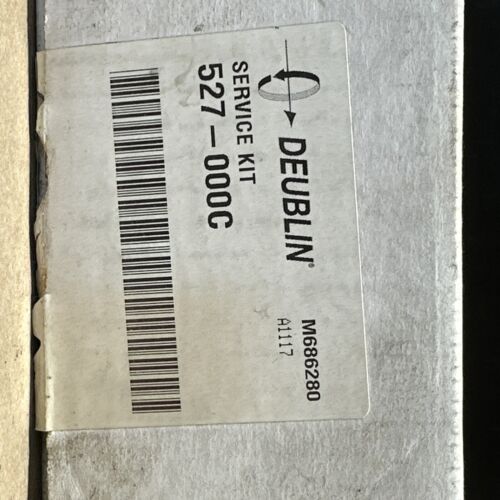 DEUBLIN®
SERVICE KIT
527-000C
M686280
A1117